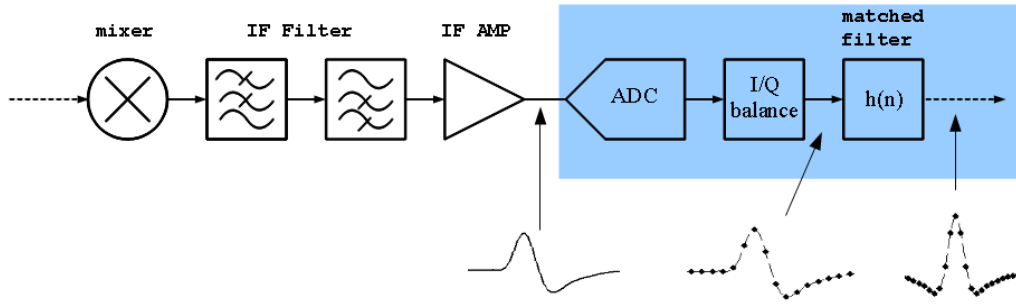 mixer
IF Filter
IF AMP
matched
filter
ADC
I/Q
balance
h(n)